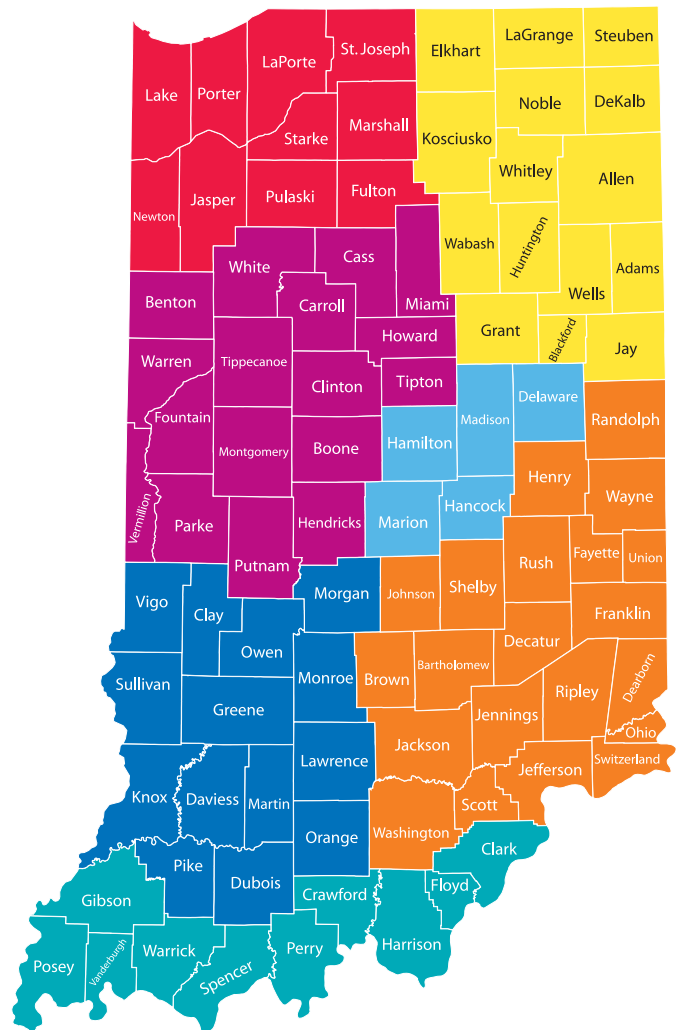 St. Joseph
LaGrange
Steuben
Elkhart
LaPorte
Lake
Porter
Noble
DeKalb
Marshall
Starke
Kosciusko
Whitley
Allen
Newton
Jasper
Pulaski
Fulton
Wabash
Huntington
White
Cass
Miami
Wells
Adams
Benton
Carroll
Howard
Grant
Blackford
Jay
Warren
Tippecanoe
Clinton
Tipton
Madison
Delaware
Randolph
Fountain
Montgomery
Boone
Hamilton
Henry
Wayne
Vermillion
Parke
Hendricks
Marion
Hancock
Putnam
Rush
Fayette
Union
Vigo
Clay
Morgan
Johnson
Shelby
Franklin
Owen
Decatur
Sullivan
Monroe
Brown
Bartholomew
Dearborn
Greene
Jennings
Ripley
Ohio
Lawrence
Jackson
Jefferson
Switzerland
Knox
Daviess
Martin
Scott
Orange
Washington
Clark
Pike
Dubois
Crawford
Floyd
Gibson
Harrison
Posey
Vanderburgh
Warrick
Perry
Spencer